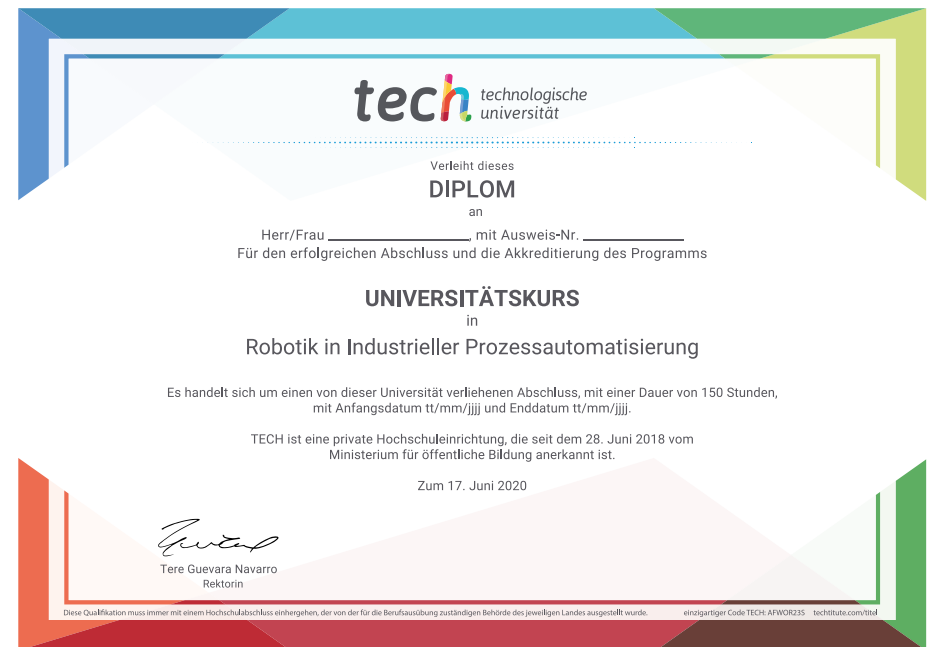 tech technologische
universität
Verleiht dieses
DIPLOM
an
Herr/Frau ____________________, mit Ausweis-Nr. ______________
Für den erfolgreichen Abschluss und die Akkreditierung des Programms
UNIVERSITÄTSKURS
in
Robotik in Industrieller Prozessautomatisierung
Es handelt sich um einen von dieser Universität verliehenen Abschluss, mit einer Dauer von 150 Stunden,
mit Anfangsdatum tt/mm/jjjj und Enddatum tt/mm/jjjj.
TECH ist eine private Hochschuleinrichtung, die seit dem 28. Juni 2018 vom
Ministerium für öffentliche Bildung anerkannt ist.
Zum 17. Juni 2020
Tere Guevara Navarro
Rektorin
Diese Qualifikation muss immer mit einem Hochschulabschluss einhergehen, der von der für die Berufsausübung zuständigen Behörde des jeweiligen Landes ausgestellt wurde. einzigartiger Code TECH: AFWOR23S techtitute.com/titel